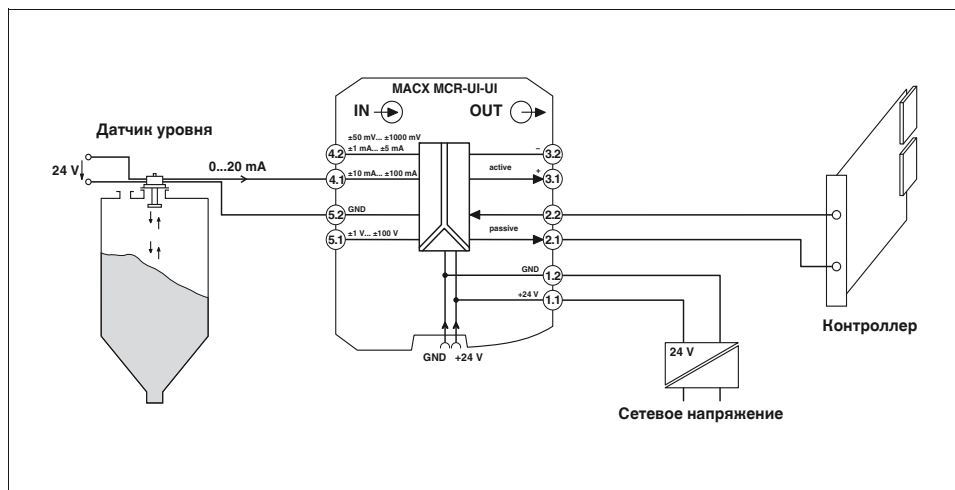 MACX MCR-UI-UI
IN
OUT
Датчик уровня
24 V
0...20 mA
±50 mV... ±1000 mV
±1 mA... ±5 mA
4.2
±10 mA... ±100 mA
4.1
GND
5.2
±1 V... ±100 V
5.1
–
3.2
active
+
3.1
2.2
passive
2.1
GND
1.2
+24 V
1.1
GND
+24 V
24 V
Сетевое напряжение
Контроллер